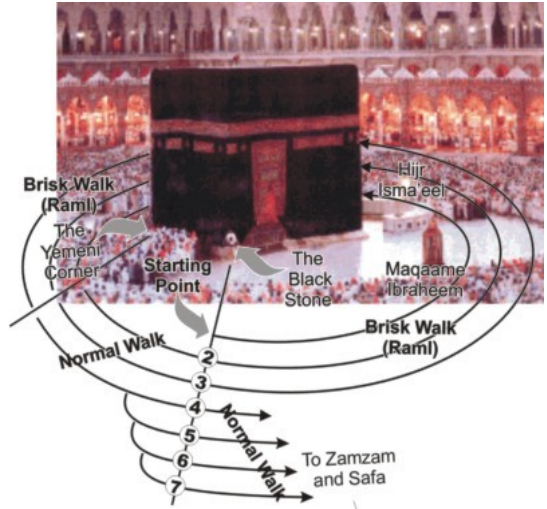 Hijr
Isma'eel
Brisk Walk
(Raml)
The
Yemeni
Corner
Starting
Point
The
Black
Stone
Maqaame
Ibraheem
Brisk Walk
(Raml)
Normal Walk
2
3
4
5
6
7
Normal Walk
To Zamzam
and Safa